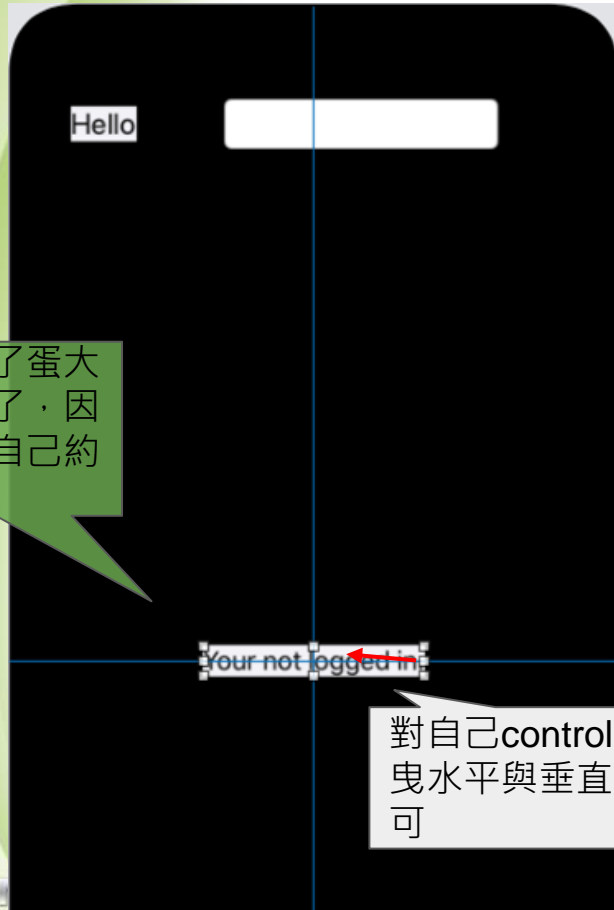 Hello
了蛋大
了，因
自己約
Your not logged in
對自己control
曳水平與垂直
可